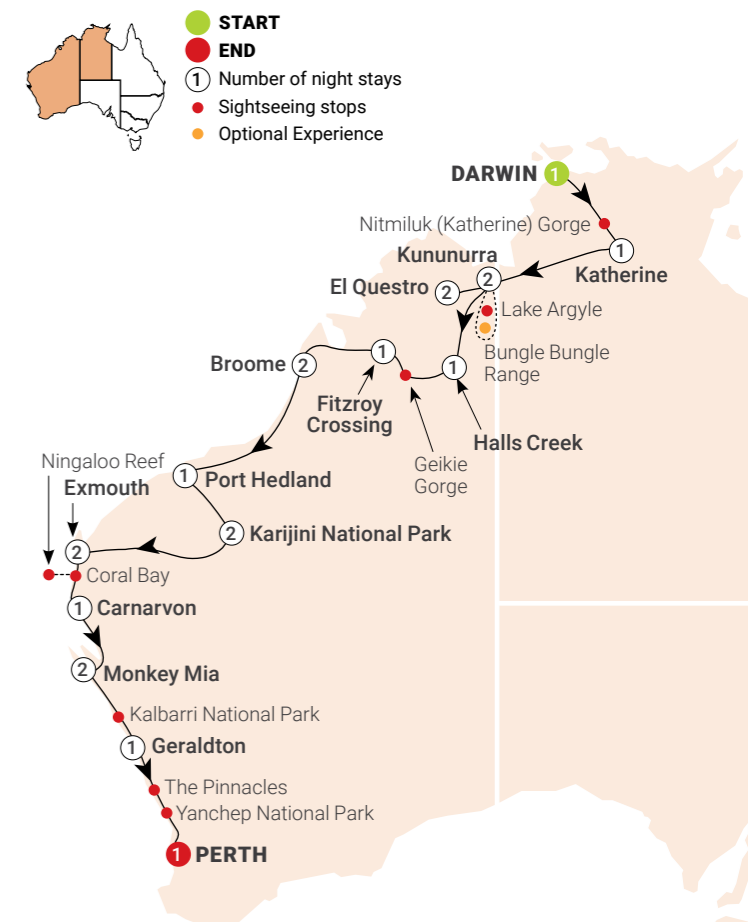 START
END
1 Number of night stays
Sightseeing stops
Optional Experience
DARWIN 1
Nitmiluk (Katherine) Gorge
1
Katherine
Kununurra
2
El Questro 2
Lake Argyle
Bungle Bungle
Range
1
Halls Creek
Geikie
Gorge
1
Fitzroy
Crossing
Broome 2
1 Port Hedland
2 Karijini National Park
Ningaloo Reef
Exmouth
2
Coral Bay
1 Carnarvon
2 Monkey Mia
Kalbarri National Park
1 Geraldton
The Pinnacles
Yanchep National Park
1 PERTH